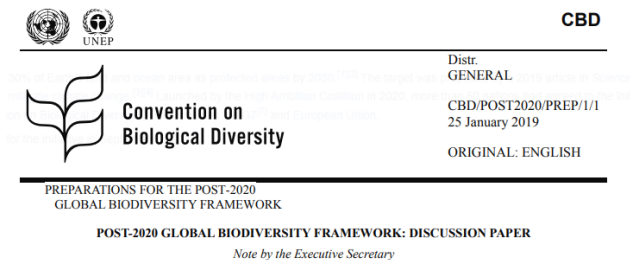 UNEP
CBD
Distr.
GENERAL
CBD/POST2020/PREP/1/1
25 January 2019
ORIGINAL: ENGLISH
Convention on
Biological Diversity
PREPARATIONS FOR THE POST-2020
GLOBAL BIODIVERSITY FRAMEWORK
POST-2020 GLOBAL BIODIVERSITY FRAMEWORK: DISCUSSION PAPER
Note by the Executive Secretary